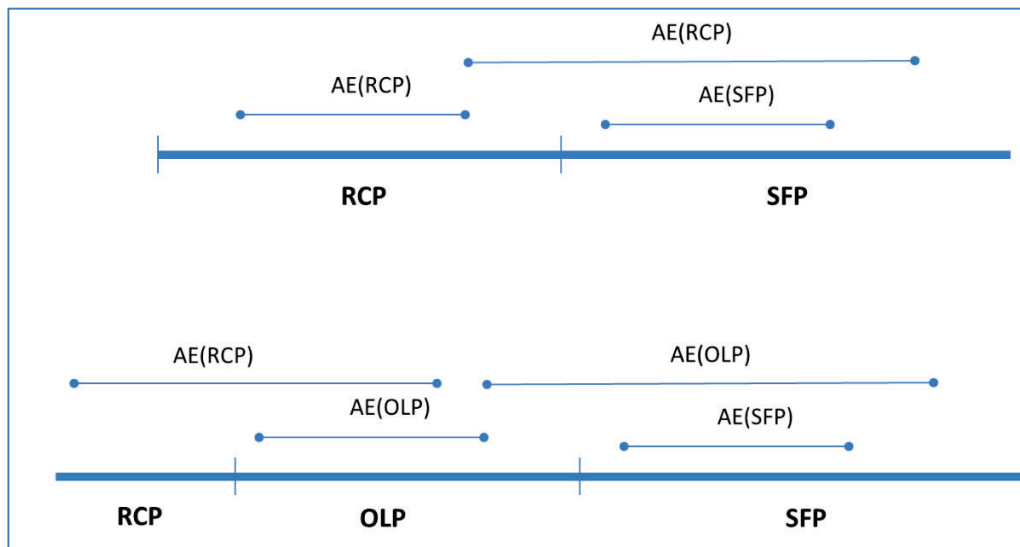 AE(RCP)
AE(RCP)
AE(SFP)
RCP SFP
AE(RCP) AE(OLP)
AE(OLP) AE(SFP)
RCP OLP SFP